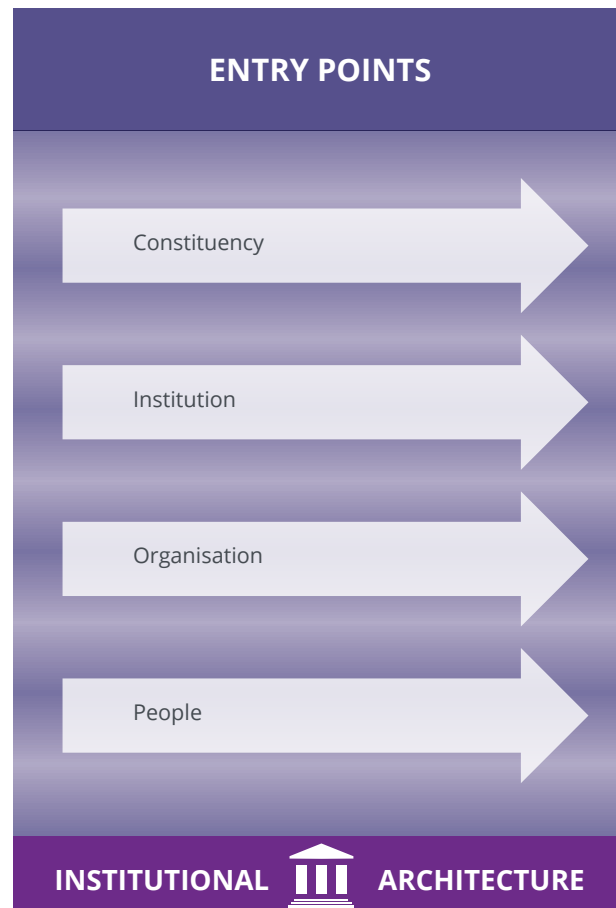 ENTRY POINTS
Constituency
Institution
Organisation
People
INSTITUTIONAL ARCHITECTURE